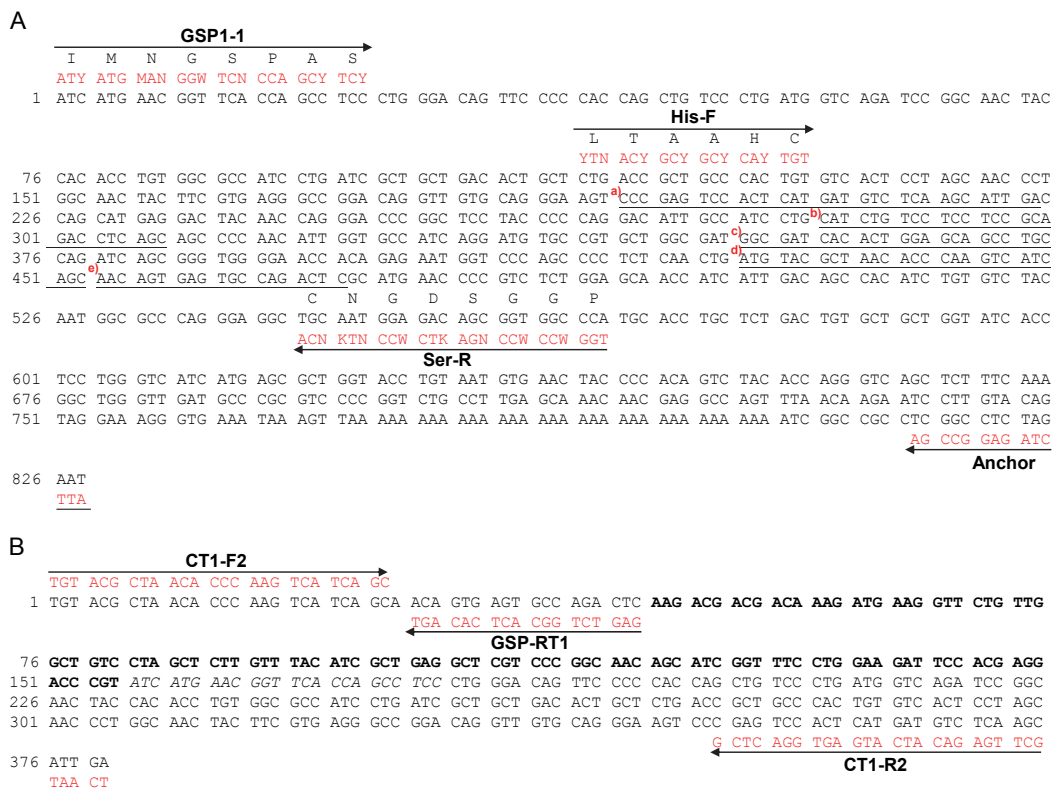 A
GSP1-1
I M N G S P A S
ATY ATG MAN GGW TCN CCA GCY TCY
1 ATC ATG AAC GGT TCA CCA GCC TCC CTG GGA CAG TTC CCC CAC CAG CTG TCC CTG ATG GTC AGA TCC GGC AAC TAC
His-F
L T A A H C
YTN ACY GCY GCY CAY TGT
76 CAC ACC TGT GGC GCC ATC CTG ATC GCT GCT GAC ACT GCT CTG ACC GCT GCC CAC TGT GTC ACT CCT AGC AAC CCT
151 GGC AAC TAC TTC GTG AGG GCC GGA CAG GTT GTG CAG GGA AGT a) CCC GAG TCC ACT CAT GAT GTC TCA AGC ATT GAC
226 CAG CAT GAG GAC TAC AAC CAG GGA CCC GGC TCC TAC CCC CAG GAC ATT GCC ATC CTG b) CAT CTG TCC TCC TCC GCA
301 GAC CTC AGC AGC CCC AAC ATT GGT GCC ATC AGG ATG TGC CGT GCT GGC GAT c) GGC GAT CAC ACT GGA GCA GCC TGC
376 CAG ATC AGC GGG TGG GGA ACC ACA GAG AAT GGT CCC AGC CCC TCT CAA CTG d) ATG TAC GCT AAC ACC CAA GTC ATC
451 AGC e) AAC AGT GAG TGC CAG ACT CGC ATG AAC CCC GTC TCT GGA GCA ACC ATC ATT GAC AGC CAC ATC TGT GTC TAC
C N G D S G G P
526 AAT GGC GCC CAG GGA GGC TGC AAT GGA GAC AGC GGT GGC CCA TGC ACC TGC TCT GAC TGT GCT GCT GGT ATC ACC
ACN KTN CCW CTK AGN CCW CCW GGT
Ser-R
601 TCC TGG GTC ATC ATG AGC GCT GGT ACC TGT AAT GTG AAC TAC CCC ACA GTC TAC ACC AGG GTC AGC TCT TTC AAA
676 GGC TGG GTT GAT GCC CGC GTC CCC GGT CTG CCT TGA GCA AAC AAC GAG GCC AGT TTA ACA AGA ATC CTT GTA CAG
751 TAG GAA AGG GTG AAA TAA AGT TAA AAA AAA AAA AAA AAA AAA AAA AAA AAA AAA ATC GGC CGC CTC GGC CTC TAG
AG CCG GAG ATC
Anchor
826 AAT
TTA
B
CT1-F2
TGT ACG CTA ACA CCC AAG TCA TCA GC
1 TGT ACG CTA ACA CCC AAG TCA TCA GCA ACA GTG AGT GCC AGA CTC AAG ACG ACG ACA AAG ATG AAG GTT CTG TTG
TGA CAC TCA CGG TCT GAG
GSP-RT1
76 GCT GTC CTA GCT CTT GTT TAC ATC GCT GAG GCT CGT CCC GGC AAC AGC ATC GGT TTC CTG GAA GAT TCC ACG AGG
151 ACC CGT ATC ATG AAC GGT TCA CCA GCC TCC CTG GGA CAG TTC CCC CAC CAG CTG TCC CTG ATG GTC AGA TCC GGC
226 AAC TAC CAC ACC TGT GGC GCC ATC CTG ATC GCT GCT GAC ACT GCT CTG ACC GCT GCC CAC TGT GTC ACT CCT AGC
301 AAC CCT GGC AAC TAC TTC GTG AGG GCC GGA CAG GTT GTG CAG GGA AGT CCC GAG TCC ACT CAT GAT GTC TCA AGC
G CTC AGG TGA GTA CTA CAG AGT TCG
CT1-R2
376 ATT GA
TAA CT